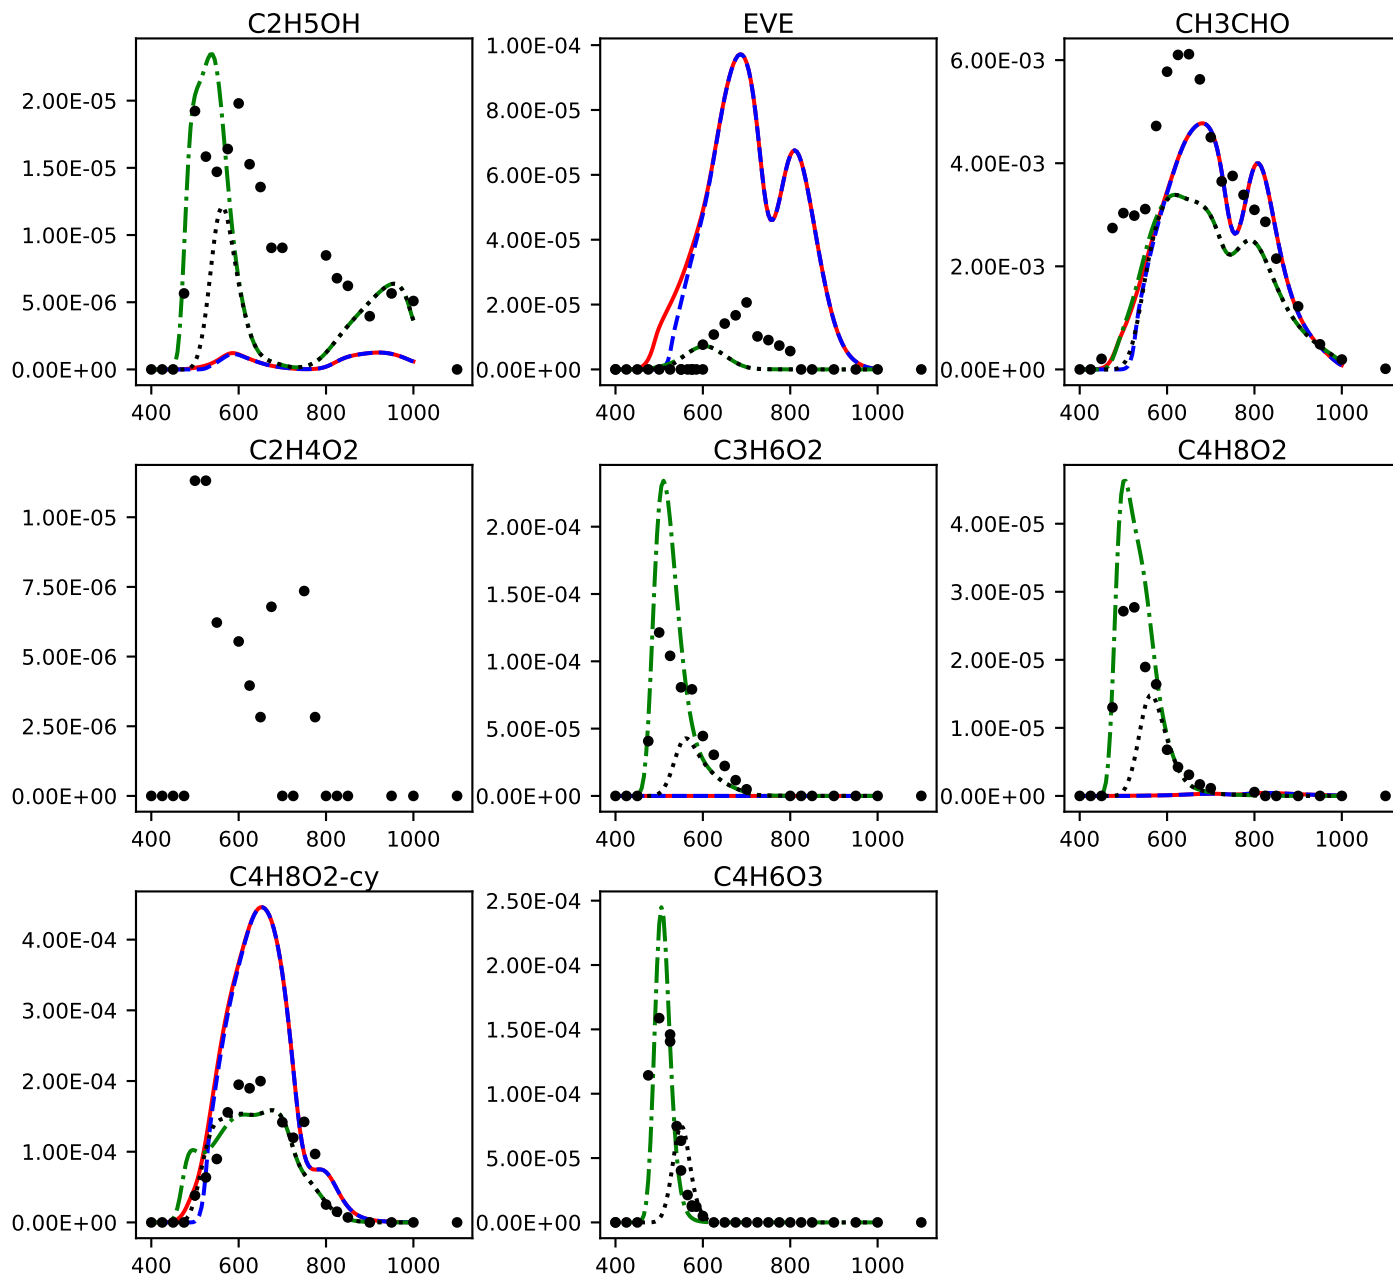 C2H5OH
EVE
CH3CHO
2.00E-05
1.50E-05
1.00E-05
5.00E-06
0.00E+00
400 600 800 1000
1.00E-04
8.00E-05
6.00E-05
4.00E-05
2.00E-05
0.00E+00
400 600 800 1000
6.00E-03
4.00E-03
2.00E-03
0.00E+00
400 600 800 1000
C2H4O2
C3H6O2
C4H8O2
1.00E-05
7.50E-06
5.00E-06
2.50E-06
0.00E+00
400 600 800 1000
2.00E-04
1.50E-04
1.00E-04
5.00E-05
0.00E+00
400 600 800 1000
4.00E-05
3.00E-05
2.00E-05
1.00E-05
0.00E+00
400 600 800 1000
C4H8O2-cy
C4H6O3
4.00E-04
3.00E-04
2.00E-04
1.00E-04
0.00E+00
400 600 800 1000
2.50E-04
2.00E-04
1.50E-04
1.00E-04
5.00E-05
0.00E+00
400 600 800 1000